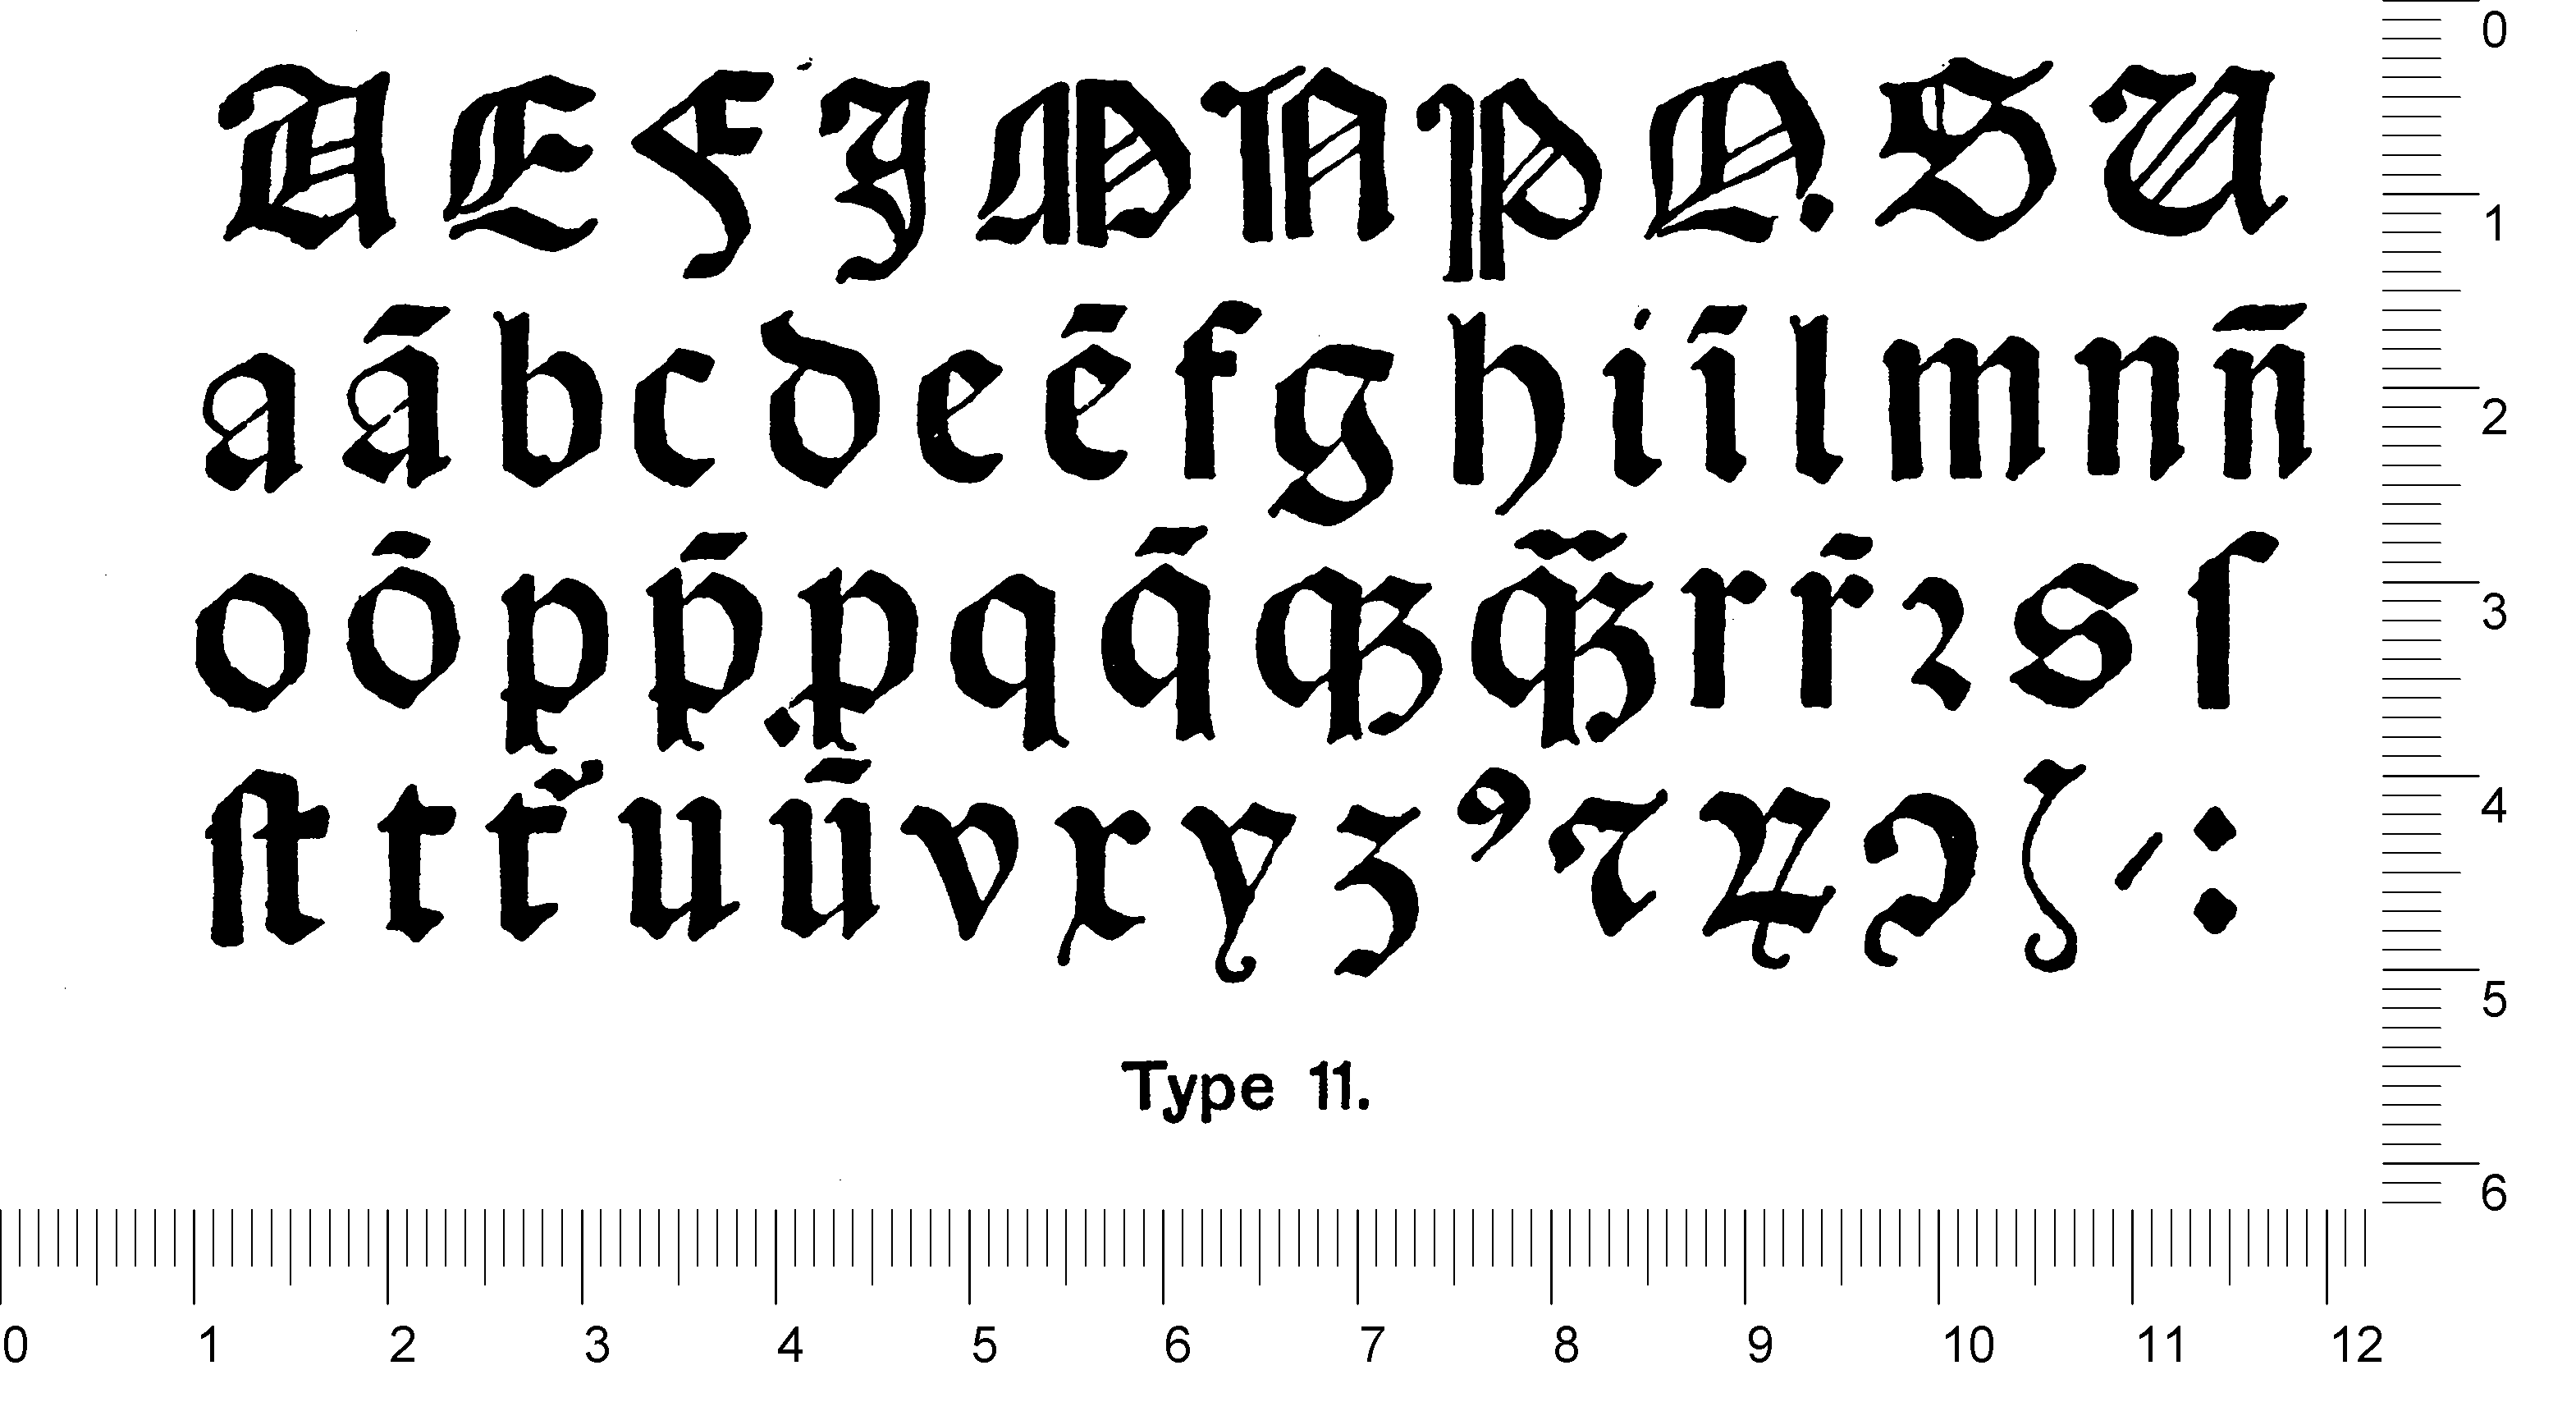 A E F J M N P Q. S U
a ā b c d e ē f g h i ī l m n n̄
o ō p p̄ .p q q̄ qꝫ q̄ꝫ r r̄ ꝛ s ſ
ſt t t̄ u ū v x y z ꝰ ⁊ Ꝝ Ɔ ʅ / :
Type 11.
0
1
2
3
4
5
6
0 1 2 3 4 5 6 7 8 9 10 11 12